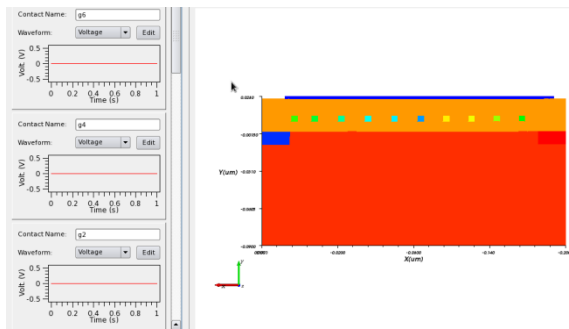 Contact Name: g6
Waveform: Voltage Edit
Volt. (V)
0.5
0
-0.5
0 0.2 0.4 0.6 0.8 1
Time (s)
Contact Name: g4
Waveform: Voltage Edit
Volt. (V)
0.5
0
-0.5
0 0.2 0.4 0.6 0.8 1
Time (s)
Contact Name: g2
Waveform: Voltage Edit
Volt. (V)
0.5
0
-0.5
0 0.2 0.4 0.6 0.8 1
Time (s)
Y(um)
X(um)
y